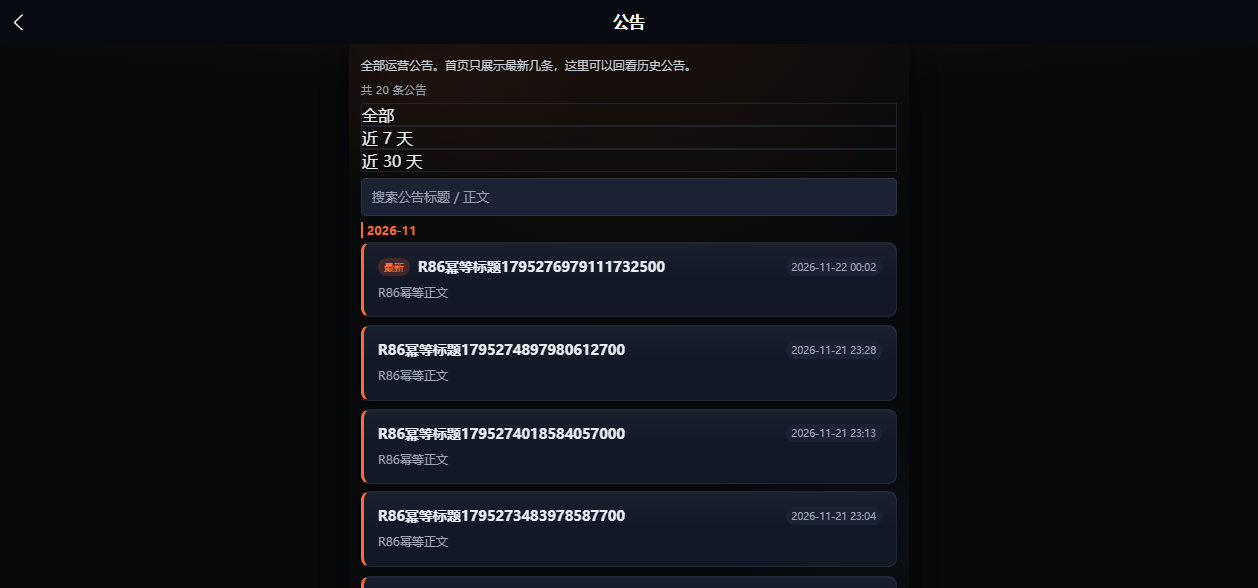 公告
全部运营公告。首页只展示最新几条，这里可以回看历史公告。
共 20 条公告
全部
近 7 天
近 30 天
搜索公告标题 / 正文
2026-11
最新 R86幂等标题1795276979111732500 2026-11-22 00:02
R86幂等正文
R86幂等标题1795274897980612700 2026-11-21 23:28
R86幂等正文
R86幂等标题1795274018584057000 2026-11-21 23:13
R86幂等正文
R86幂等标题1795273483978587700 2026-11-21 23:04
R86幂等正文